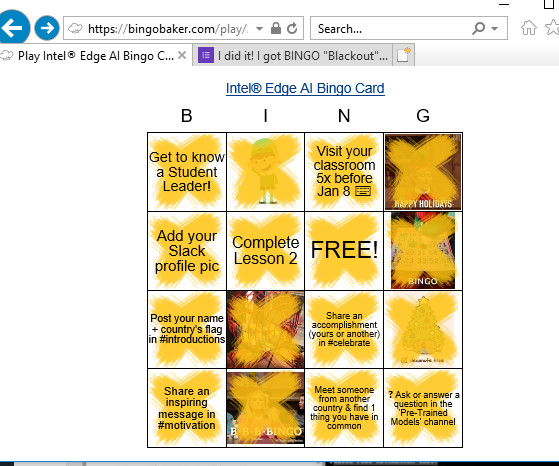 https://bingobaker.com/play/
Search...
Play Intel® Edge AI Bingo C...
I did it! I got BINGO "Blackout"...
Intel® Edge AI Bingo Card
B I N G
Get to know
a Student
Leader!
Visit your
classroom
5x before
Jan 8
HAPPY HOLIDAYS
Add your
Slack
profile pic
Complete
Lesson 2
FREE!
BINGO
Post your name
+ country's flag
in #introductions
Share an
accomplishment
(yours or another)
in #celebrate
Share an
inspiring
message in
#motivation
B-B-B-BINGO
Meet someone
from another
country & find 1
thing you have in
common
? Ask or answer a
question in the
'Pre-Trained
Models' channel